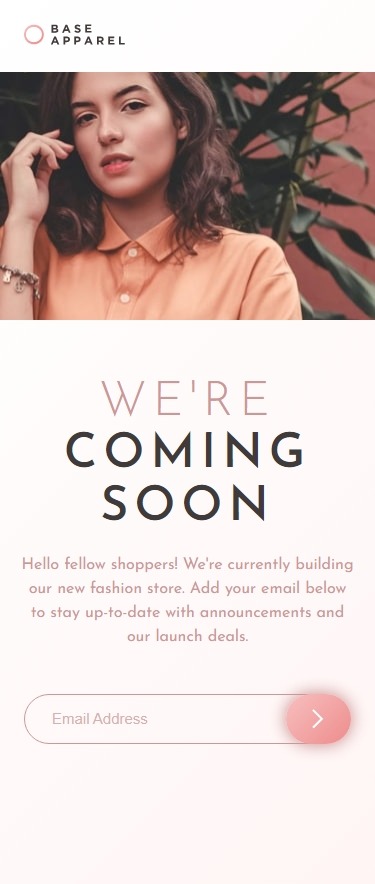 BASE
APPAREL
WE'RE
COMING
SOON
Hello fellow shoppers! We're currently building
our new fashion store. Add your email below
to stay up-to-date with announcements and
our launch deals.
Email Address